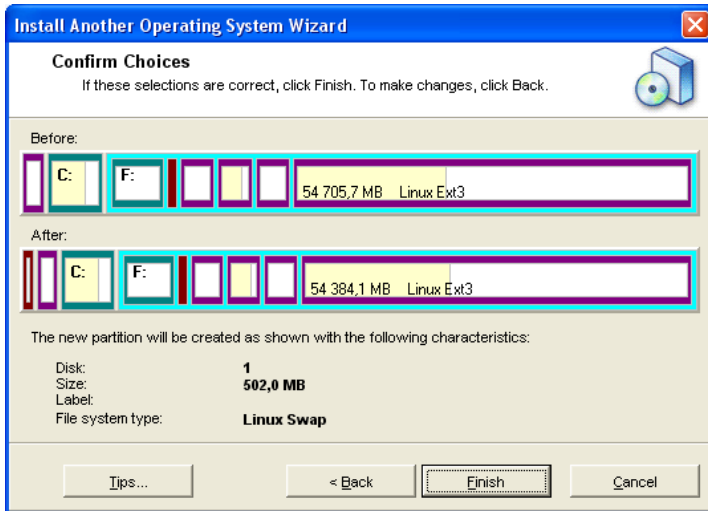 Install Another Operating System Wizard
Confirm Choices
If these selections are correct, click Finish. To make changes, click Back.
Before:
C: F:
54 705,7 MB Linux Ext3
After:
C: F:
54 384,1 MB Linux Ext3
The new partition will be created as shown with the following characteristics:
Disk: 1
Size: 502,0 MB
Label:
File system type: Linux Swap
Tips... < Back Finish Cancel